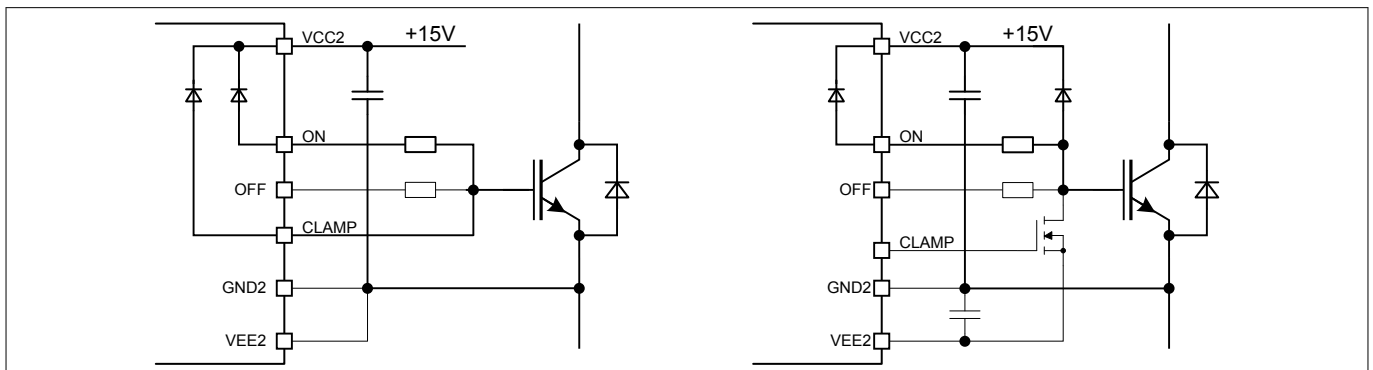 VCC2
+15V
ON
OFF
CLAMP
GND2
VEE2
VCC2
+15V
ON
OFF
CLAMP
GND2
VEE2